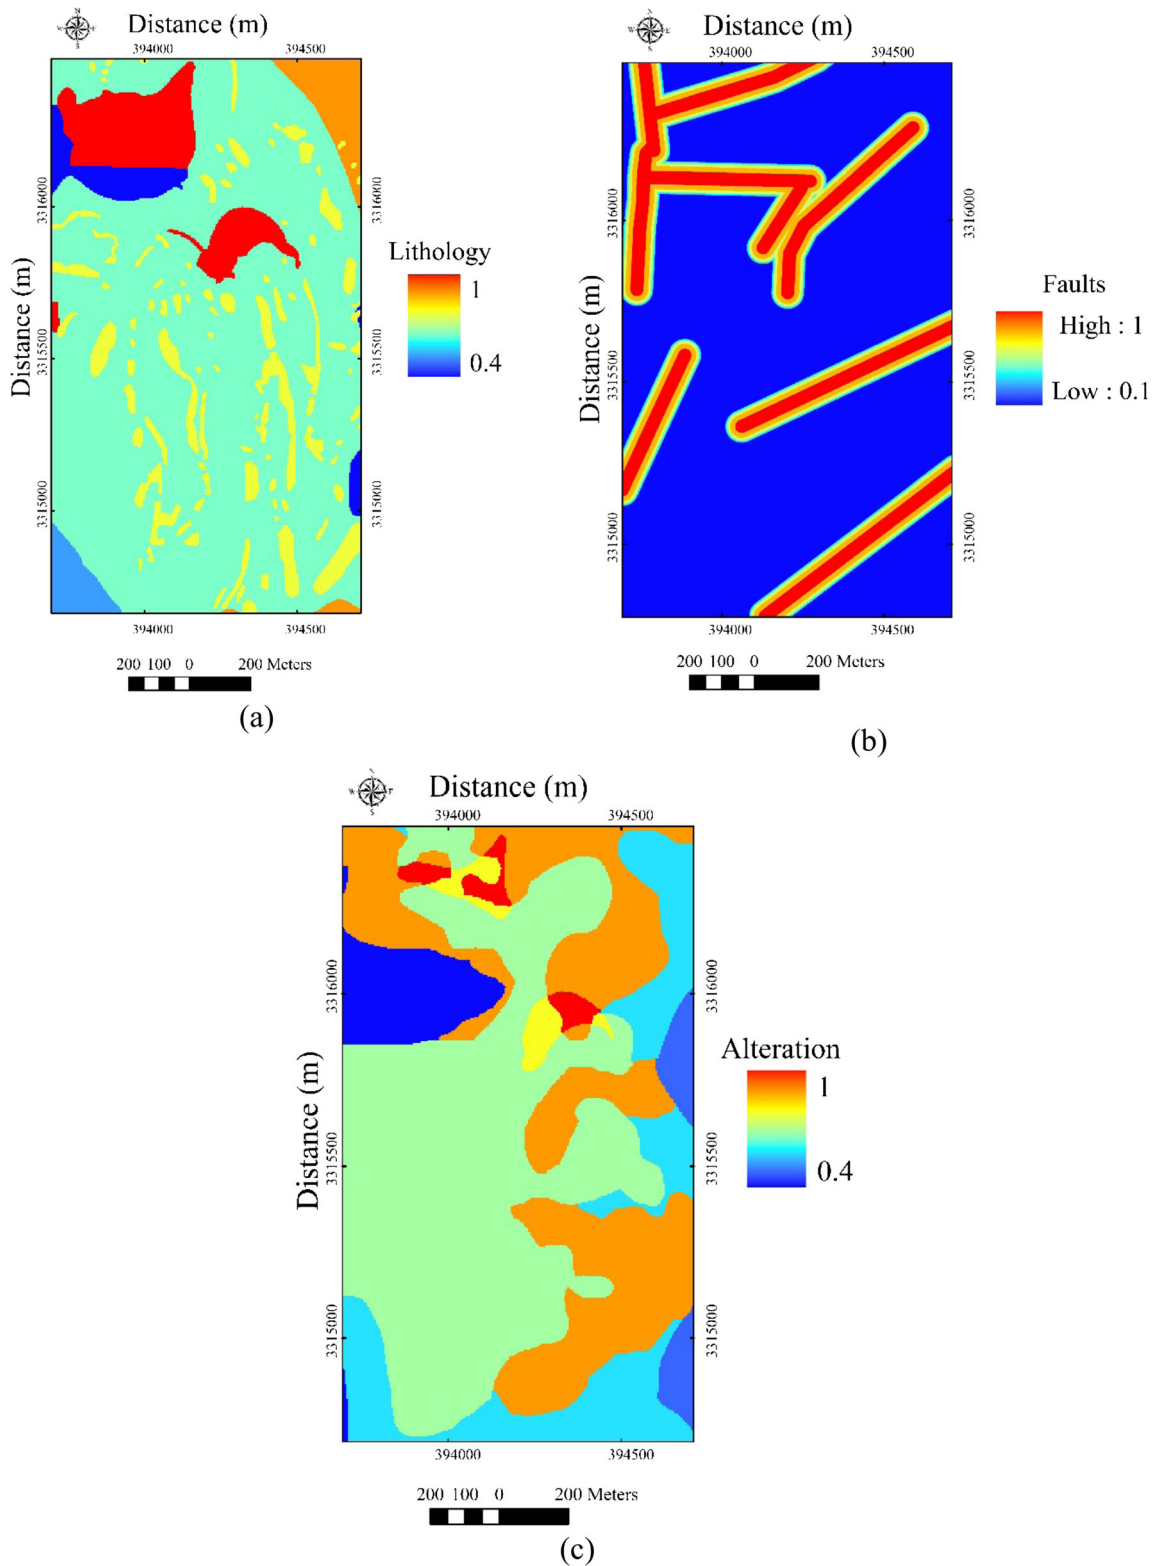 Distance (m)
394000 394500
3316000 3316000
3315500 3315500
3315000 3315000
Distance (m)
394000 394500
Lithology
1
0.4
200 100 0 200 Meters
(a)
Distance (m)
394000 394500
3316000 3316000
3315500 3315500
3315000 3315000
Distance (m)
394000 394500
Faults
High : 1
Low : 0.1
200 100 0 200 Meters
(b)
Distance (m)
394000 394500
3316000 3316000
3315500 3315500
3315000 3315000
Distance (m)
394000 394500
Alteration
1
0.4
200 100 0 200 Meters
(c)